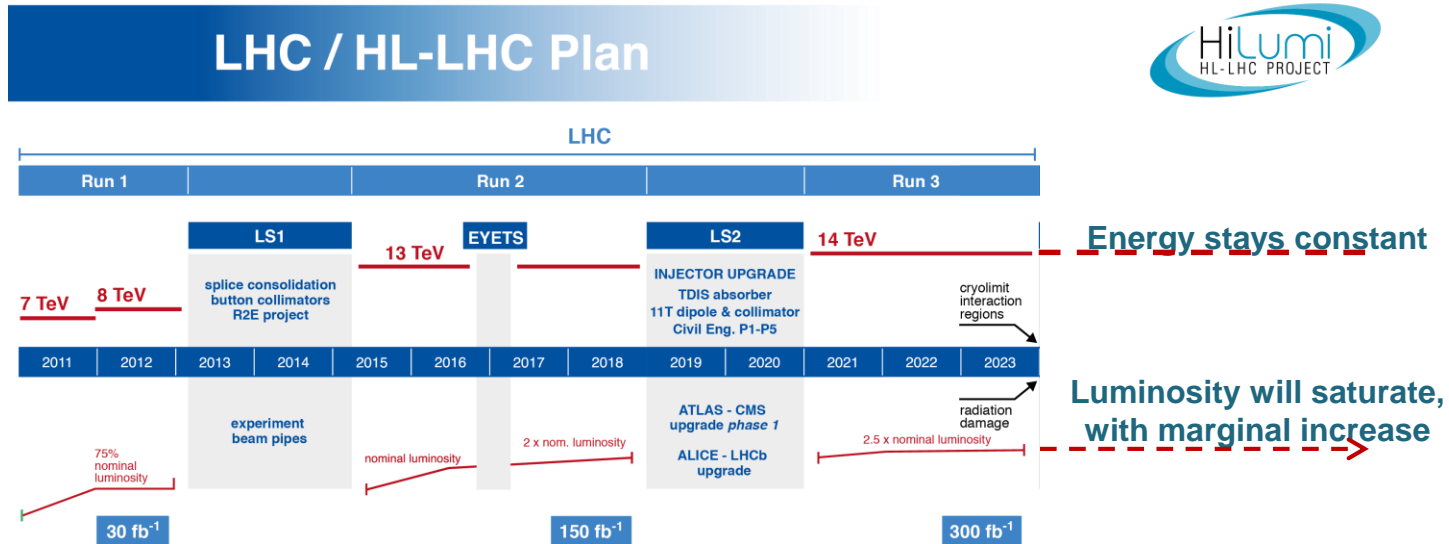 LHC / HL-LHC Plan
HiLumi
HL-LHC PROJECT
LHC
Run 1
Run 2
Run 3
LS1
EYETS
LS2
14 TeV
13 TeV
Energy stays constant
splice consolidation
button collimators
R2E project
INJECTOR UPGRADE
TDIS absorber
11T dipole & collimator
Civil Eng. P1-P5
cryolimit
interaction
regions
7 TeV
8 TeV
2011
2012
2013
2014
2015
2016
2017
2018
2019
2020
2021
2022
2023
experiment
beam pipes
ATLAS - CMS
upgrade phase 1
ALICE - LHCb
upgrade
radiation
damage
Luminosity will saturate,
with marginal increase
75%
nominal
luminosity
nominal luminosity
2 x nom. luminosity
2.5 x nominal luminosity
30 fb⁻¹
150 fb⁻¹
300 fb⁻¹